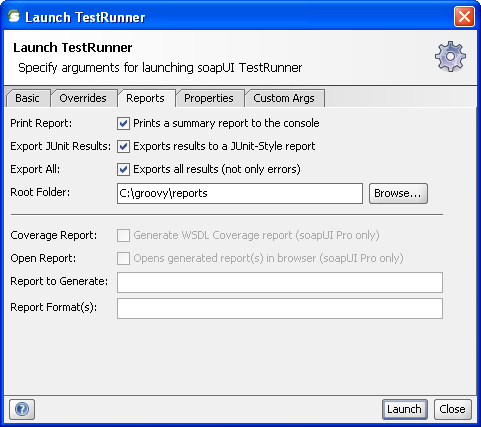 Launch TestRunner
Launch TestRunner
Specify arguments for launching soapUI TestRunner
Basic Overrides Reports Properties Custom Args
Print Report: Prints a summary report to the console
Export JUnit Results: Exports results to a JUnit-Style report
Export All: Exports all results (not only errors)
Root Folder: C:\groovy\reports Browse...
Coverage Report: Generate WSDL Coverage report (soapUI Pro only)
Open Report: Opens generated report(s) in browser (soapUI Pro only)
Report to Generate:
Report Format(s):
? Launch Close